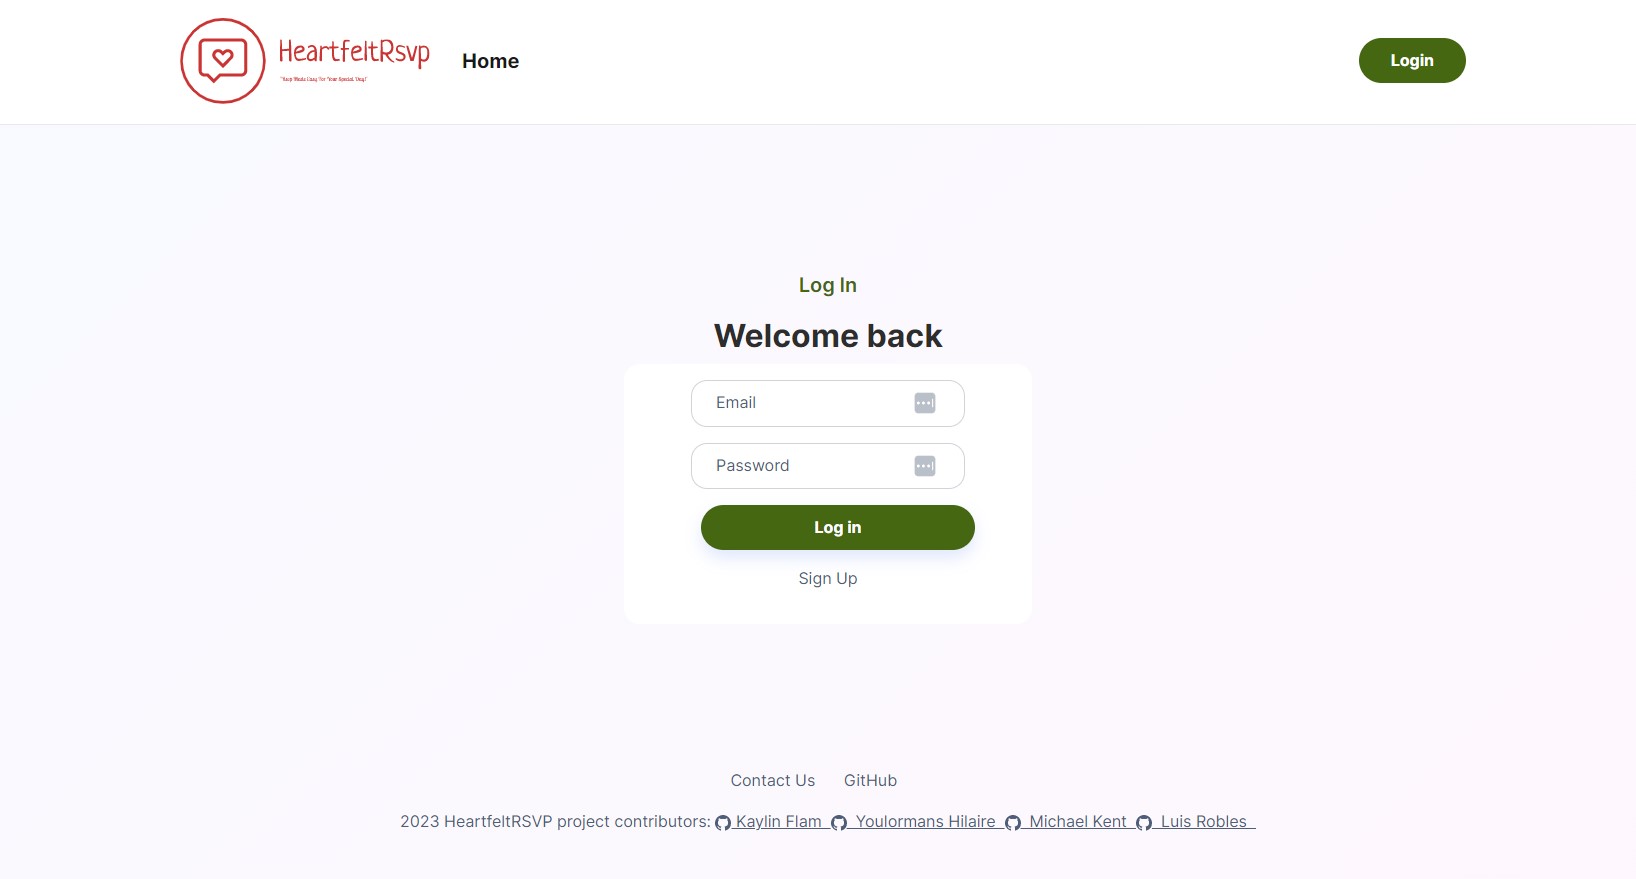 HeartfeltRsvp
Home
Login
Log In
Welcome back
Email
Password
Log in
Sign Up
Contact Us GitHub
2023 HeartfeltRSVP project contributors: Kaylin Flam Youlormans Hilaire Michael Kent Luis Robles